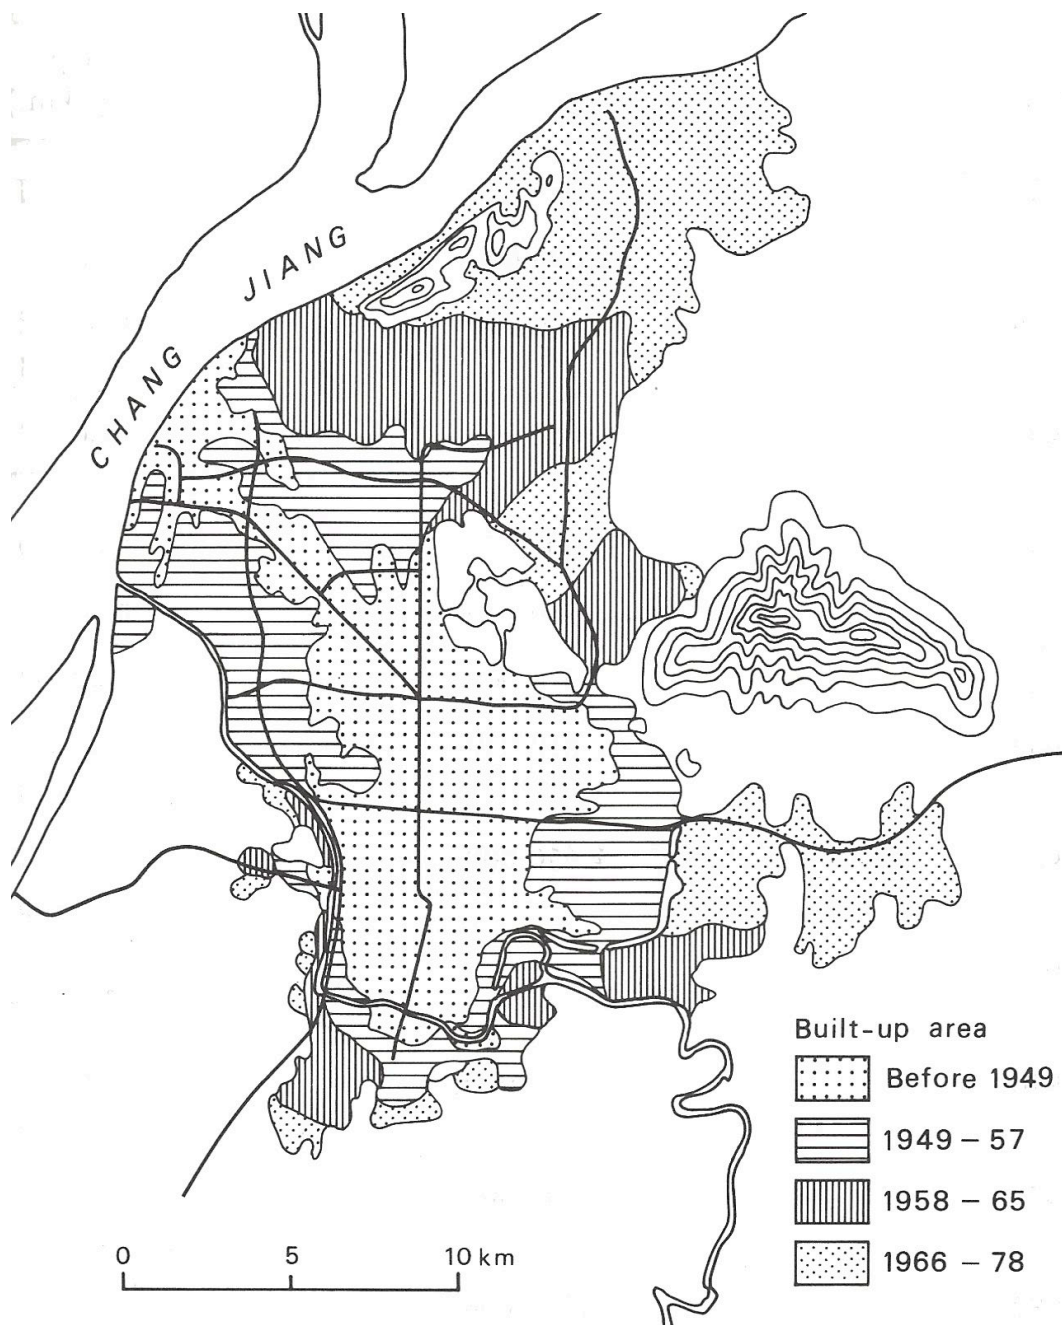 CHANG JIANG
Built-up area
Before 1949
1949 – 57
1958 – 65
1966 – 78
0 5 10 km